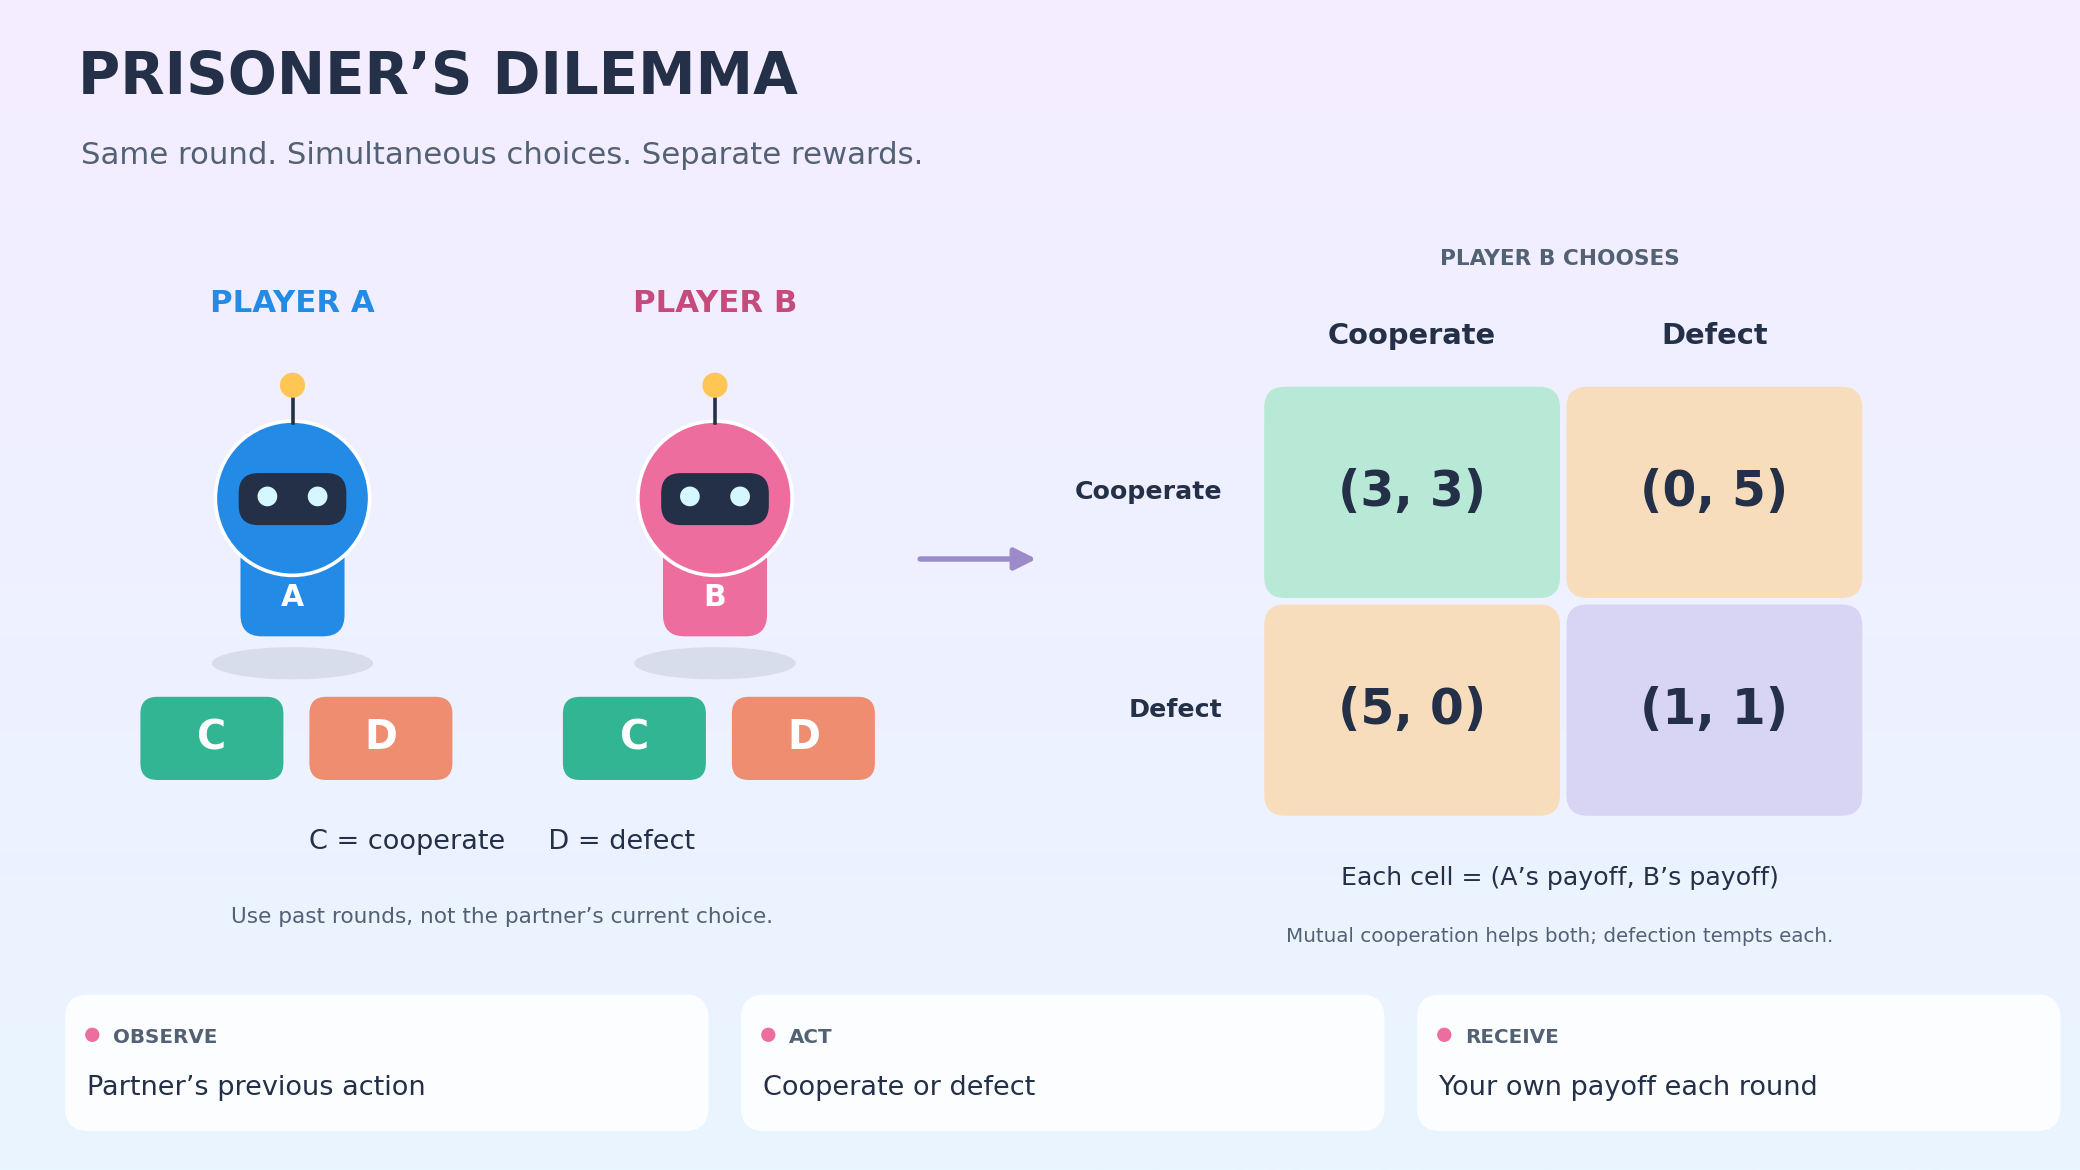 PRISONER’S DILEMMA
Same round. Simultaneous choices. Separate rewards.
PLAYER A
PLAYER B
A
B
C
D
C
D
C = cooperate D = defect
Use past rounds, not the partner’s current choice.
PLAYER B CHOOSES
Cooperate Defect
Cooperate (3, 3) (0, 5)
Defect (5, 0) (1, 1)
Each cell = (A’s payoff, B’s payoff)
Mutual cooperation helps both; defection tempts each.
OBSERVE
Partner’s previous action
ACT
Cooperate or defect
RECEIVE
Your own payoff each round